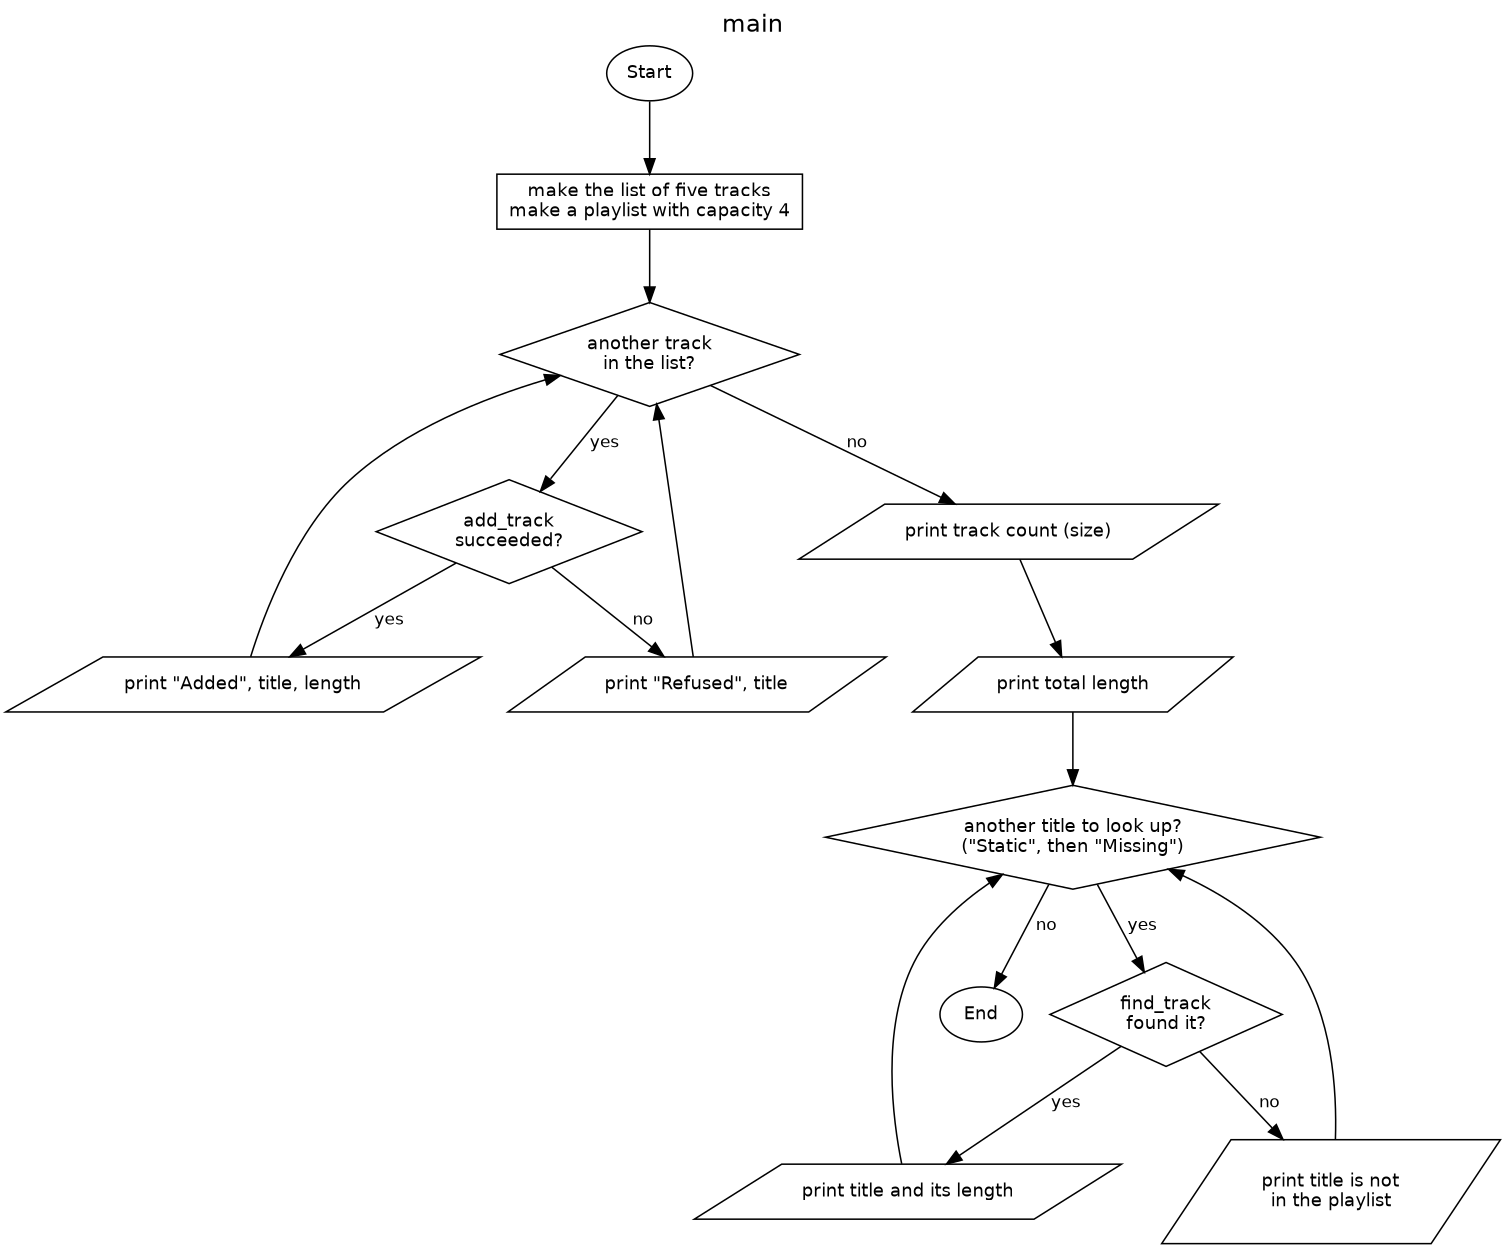 main
Start
make the list of five tracks
make a playlist with capacity 4
another track
in the list?
yes
no
add_track
succeeded?
print track count (size)
yes
no
print "Added", title, length
print "Refused", title
print total length
another title to look up?
("Static", then "Missing")
no
yes
End
find_track
found it?
yes
no
print title and its length
print title is not
in the playlist